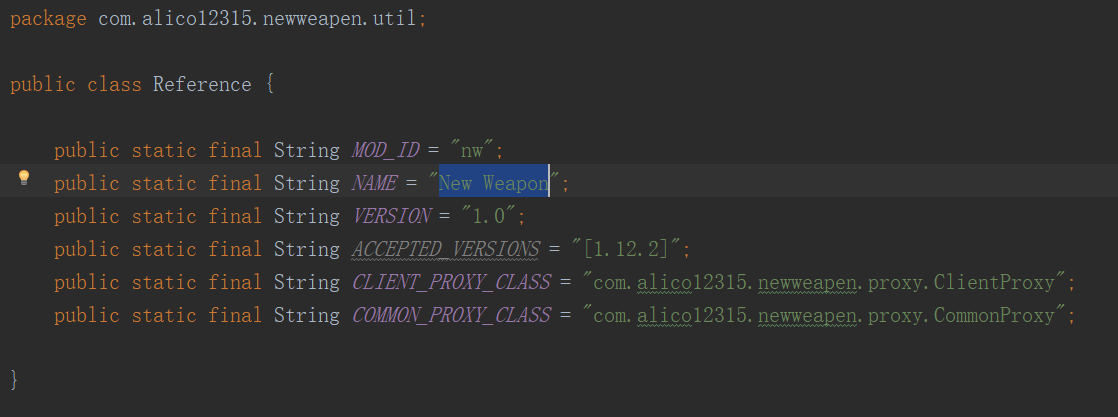 package com.alico12315.newweapen.util;
public class Reference {
public static final String MOD_ID = "nw";
public static final String NAME = "New Weapon";
public static final String VERSION = "1.0";
public static final String ACCEPTED_VERSIONS = "[1.12.2]";
public static final String CLIENT_PROXY_CLASS = "com.alico12315.newweapen.proxy.ClientProxy";
public static final String COMMON_PROXY_CLASS = "com.alico12315.newweapen.proxy.CommonProxy";
}